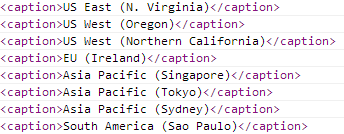 <caption>US East (N. Virginia)</caption>
<caption>US West (Oregon)</caption>
<caption>US West (Northern California)</caption>
<caption>EU (Ireland)</caption>
<caption>Asia Pacific (Singapore)</caption>
<caption>Asia Pacific (Tokyo)</caption>
<caption>Asia Pacific (Sydney)</caption>
<caption>South America (Sao Paulo)</caption>